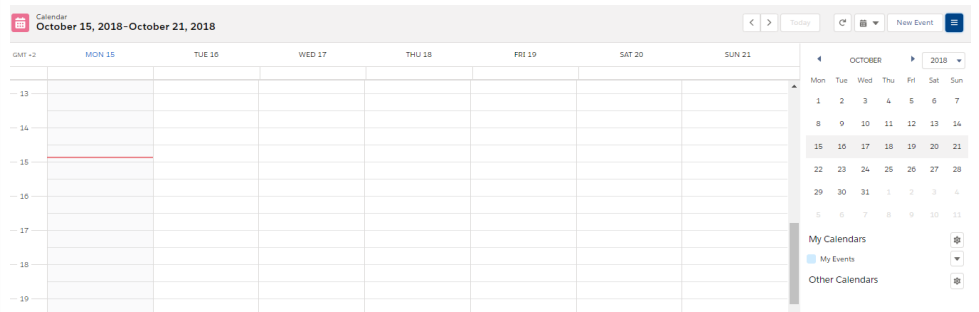 Calendar
October 15, 2018–October 21, 2018
Today
New Event
GMT +2 MON 15 TUE 16 WED 17 THU 18 FRI 19 SAT 20 SUN 21
13
14
15
16
17
18
19
OCTOBER 2018
Mon Tue Wed Thu Fri Sat Sun
1 2 3 4 5 6 7
8 9 10 11 12 13 14
15 16 17 18 19 20 21
22 23 24 25 26 27 28
29 30 31 1 2 3 4
5 6 7 8 9 10 11
My Calendars
My Events
Other Calendars